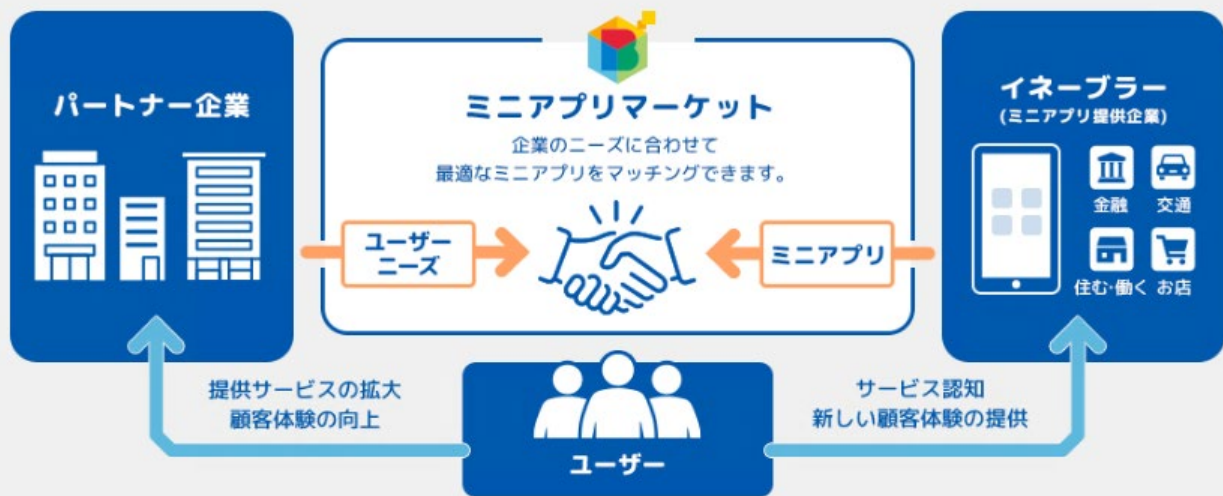 パートナー企業
ミニアプリマーケット
企業のニーズに合わせて
最適なミニアプリをマッチングできます。
ユーザー
ニーズ
ミニアプリ
イネーブラー
(ミニアプリ提供企業)
金融
交通
住む・働く
お店
提供サービスの拡大
顧客体験の向上
ユーザー
サービス認知
新しい顧客体験の提供